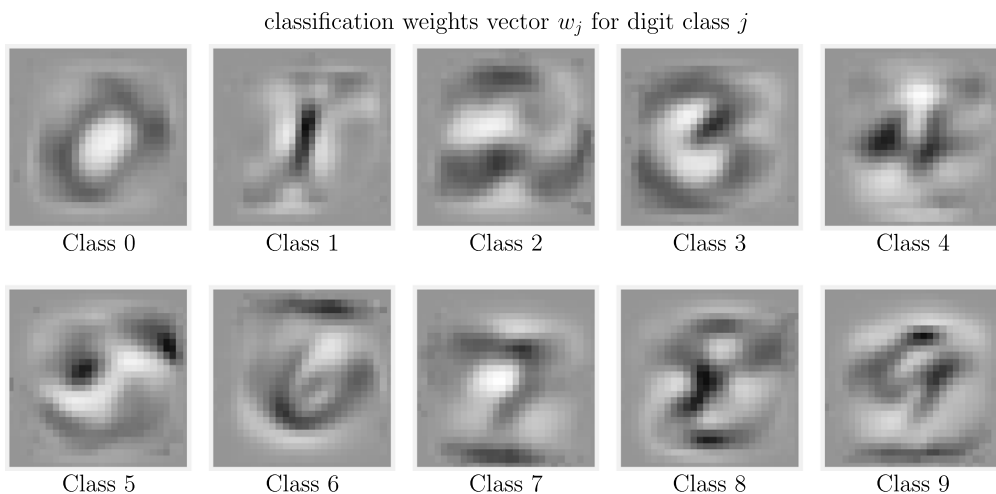 classification weights vector w_j for digit class j
Class 0 Class 1 Class 2 Class 3 Class 4
Class 5 Class 6 Class 7 Class 8 Class 9